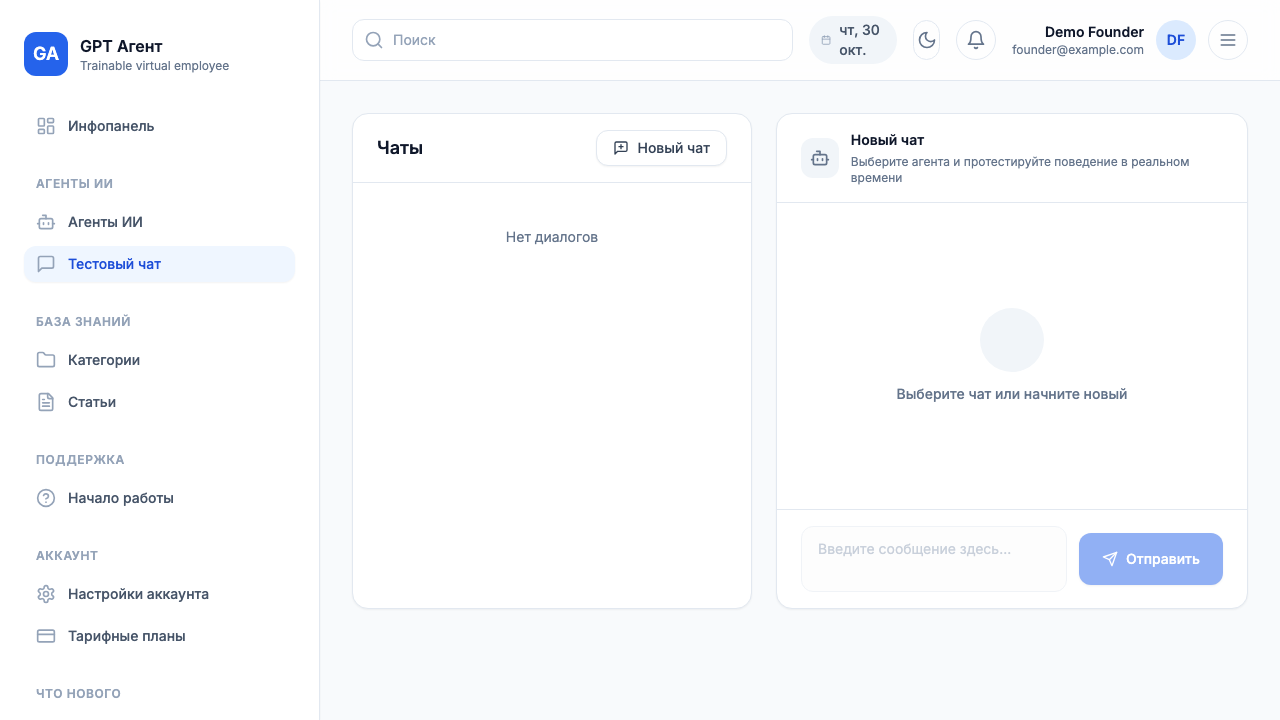 GA
GPT Агент
Trainable virtual employee
Инфопанель
АГЕНТЫ ИИ
Агенты ИИ
Тестовый чат
БАЗА ЗНАНИЙ
Категории
Статьи
ПОДДЕРЖКА
Начало работы
АККАУНТ
Настройки аккаунта
Тарифные планы
ЧТО НОВОГО
Поиск
чт, 30
окт.
Demo Founder
founder@example.com
DF
Чаты
Новый чат
Нет диалогов
Новый чат
Выберите агента и протестируйте поведение в реальном
времени
Выберите чат или начните новый
Введите сообщение здесь...
Отправить